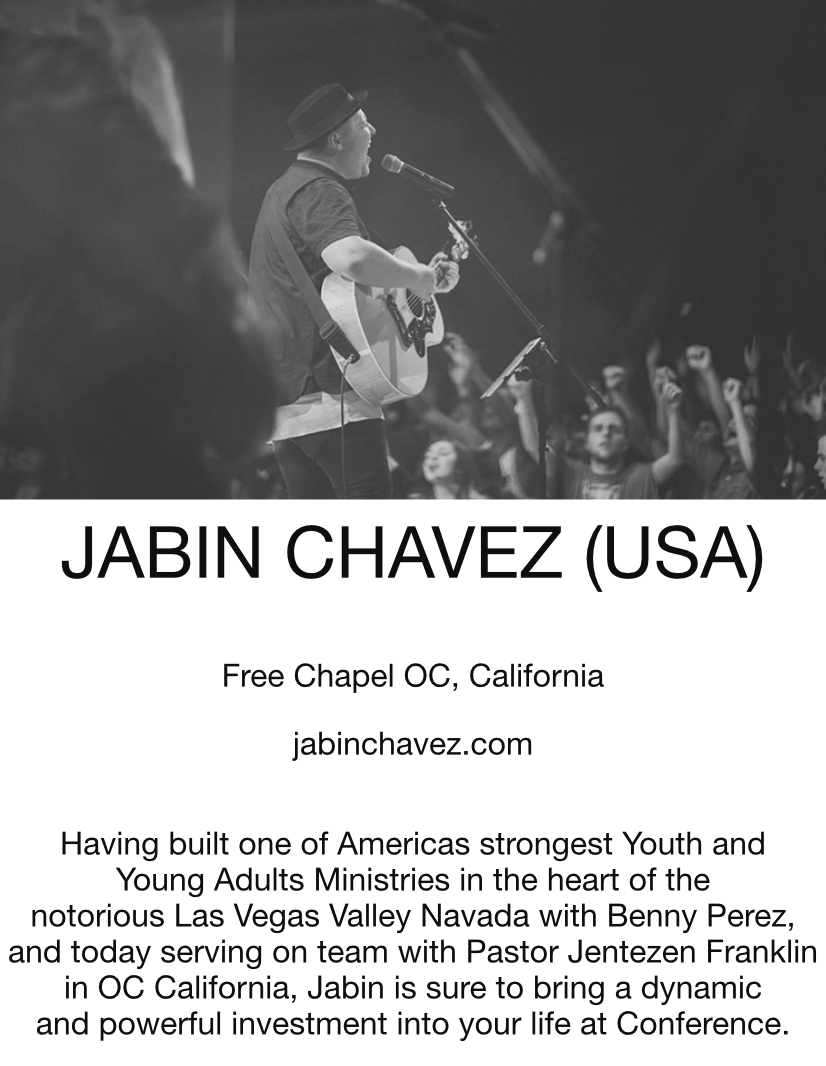 JABIN CHAVEZ (USA)
Free Chapel OC, California
jabinchavez.com
Having built one of Americas strongest Youth and
Young Adults Ministries in the heart of the
notorious Las Vegas Valley Navada with Benny Perez,
and today serving on team with Pastor Jentezen Franklin
in OC California, Jabin is sure to bring a dynamic
and powerful investment into your life at Conference.